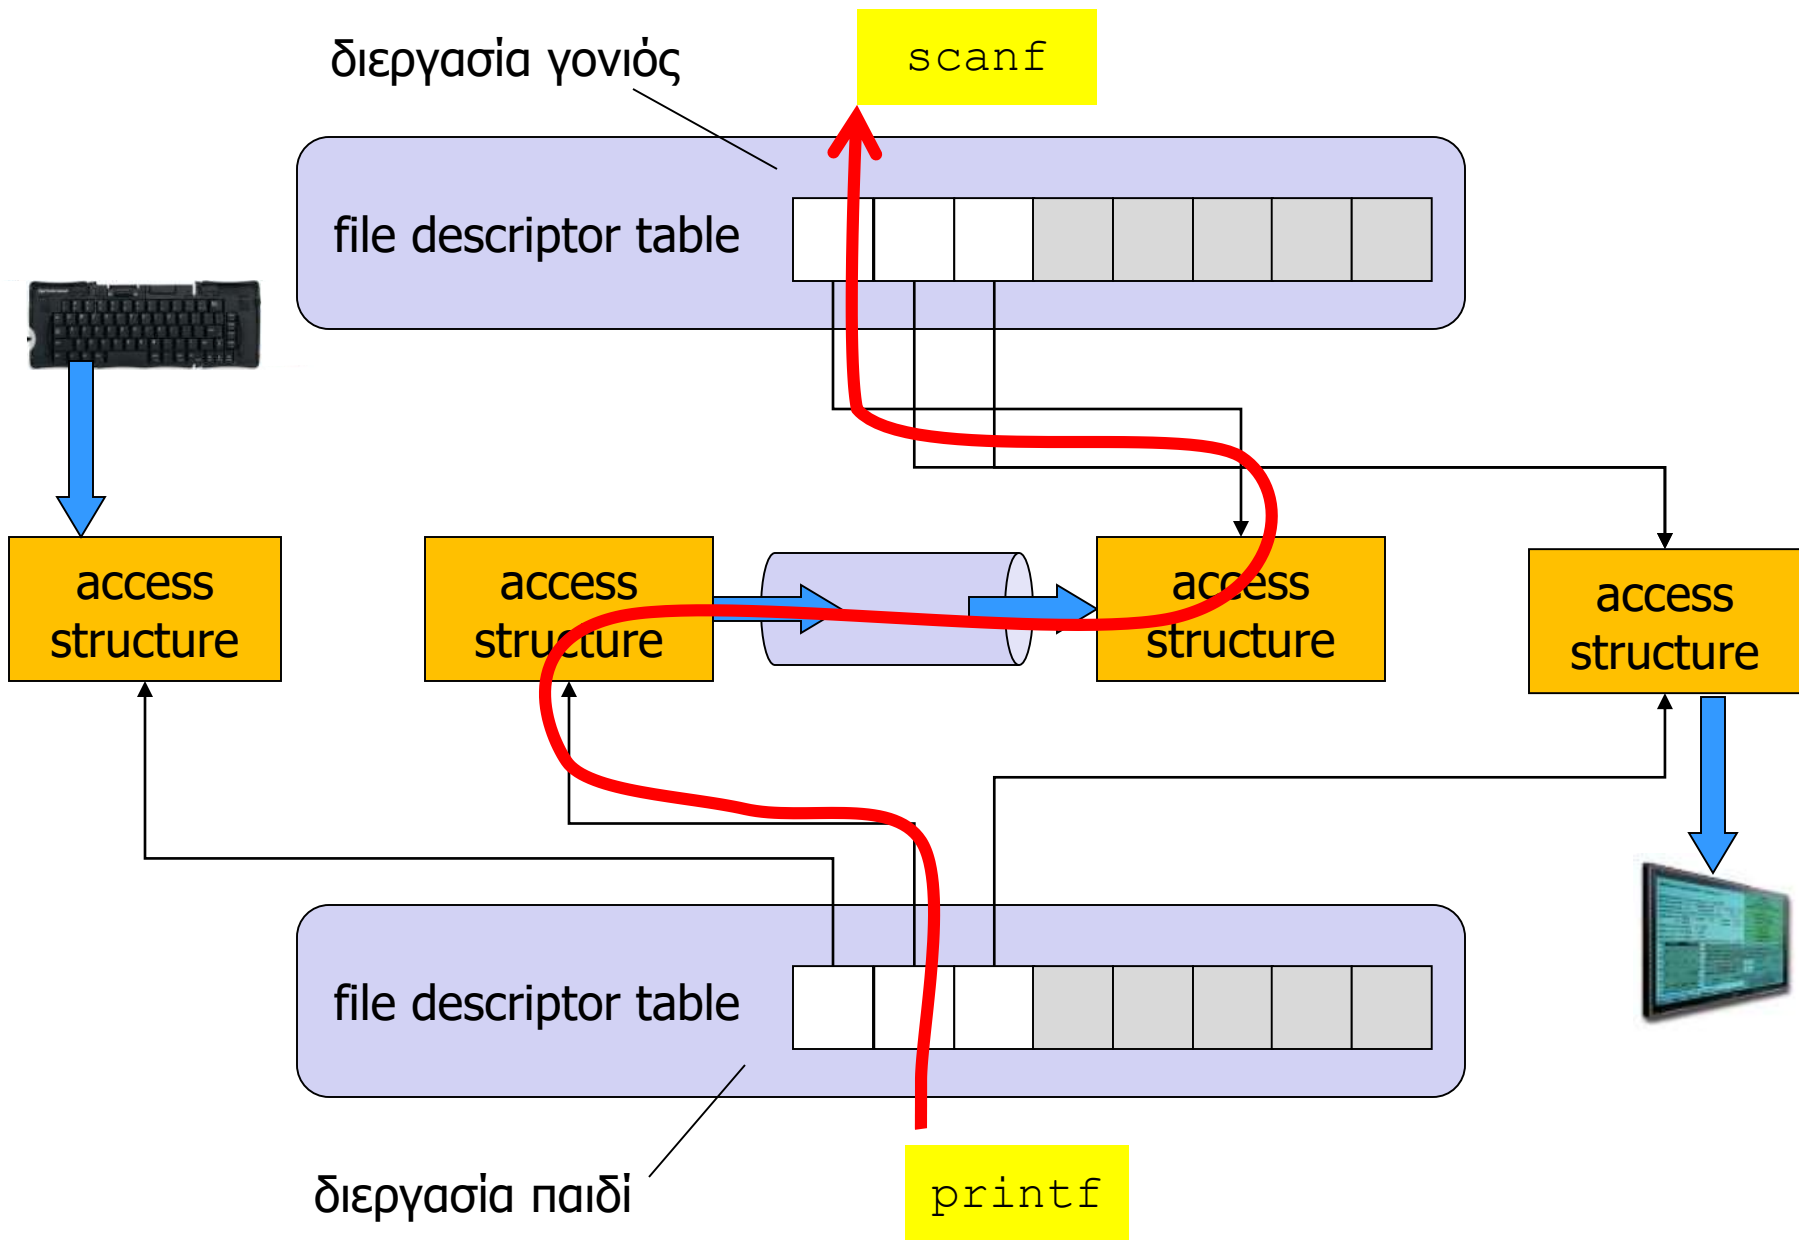 διεργασία γονιός
scanf
file descriptor table
access
structure
access
structure
access
structure
access
structure
file descriptor table
διεργασία παιδί
printf